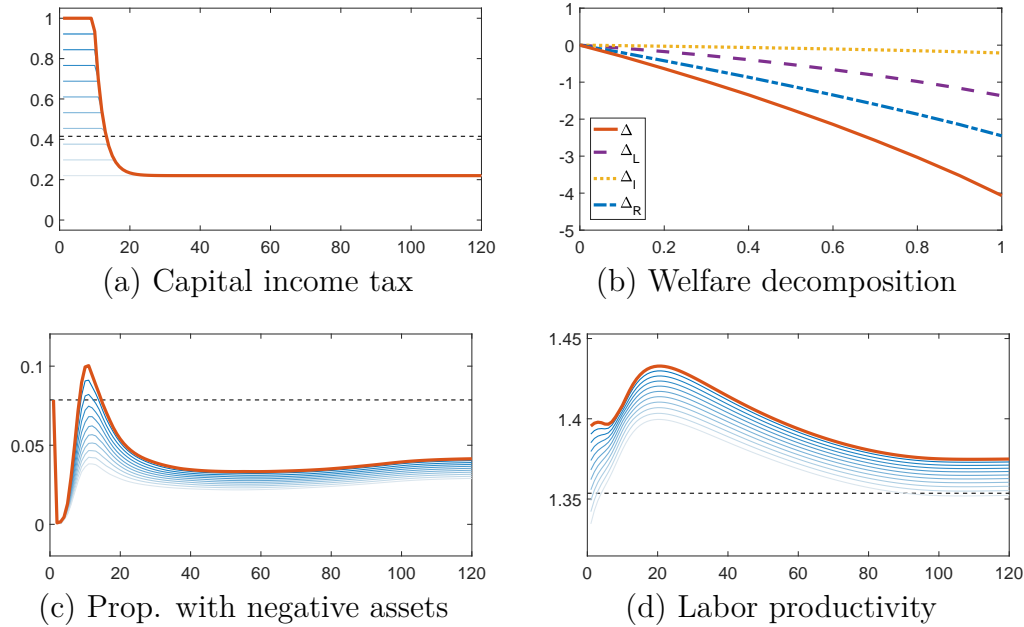 1
0.8
0.6
0.4
0.2
0
0 20 40 60 80 100 120
(a) Capital income tax
1
0
-1
-2
-3
-4
-5
0 0.2 0.4 0.6 0.8 1
Δ
Δ_L
Δ_I
Δ_R
(b) Welfare decomposition
0.1
0.05
0
0 20 40 60 80 100 120
(c) Prop. with negative assets
1.45
1.4
1.35
0 20 40 60 80 100 120
(d) Labor productivity